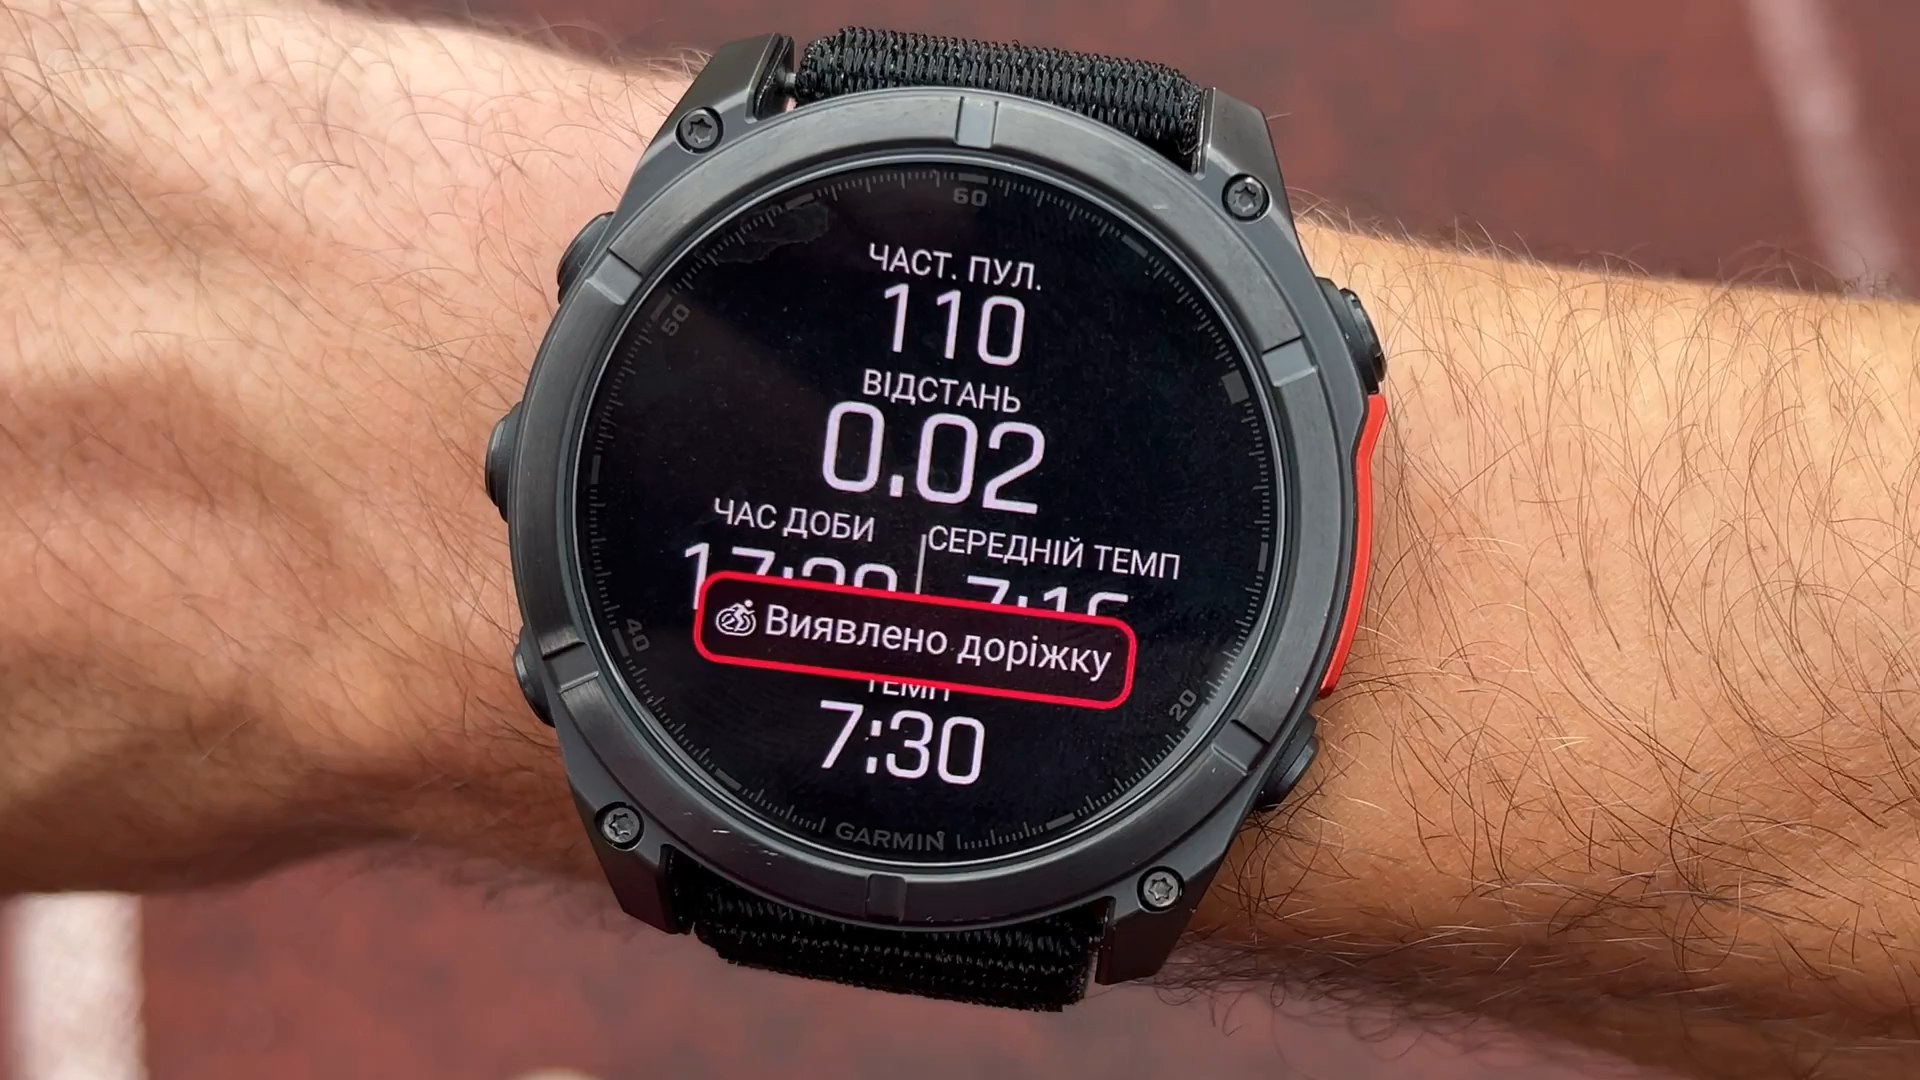 60
50
ЧАСТ. ПУЛ.
110
ВІДСТАНЬ
0.02
ЧАС ДОБИ
СЕРЕДНІЙ ТЕМП
Виявлено доріжку
40
ТЕМП
7:30
20
GARMIN